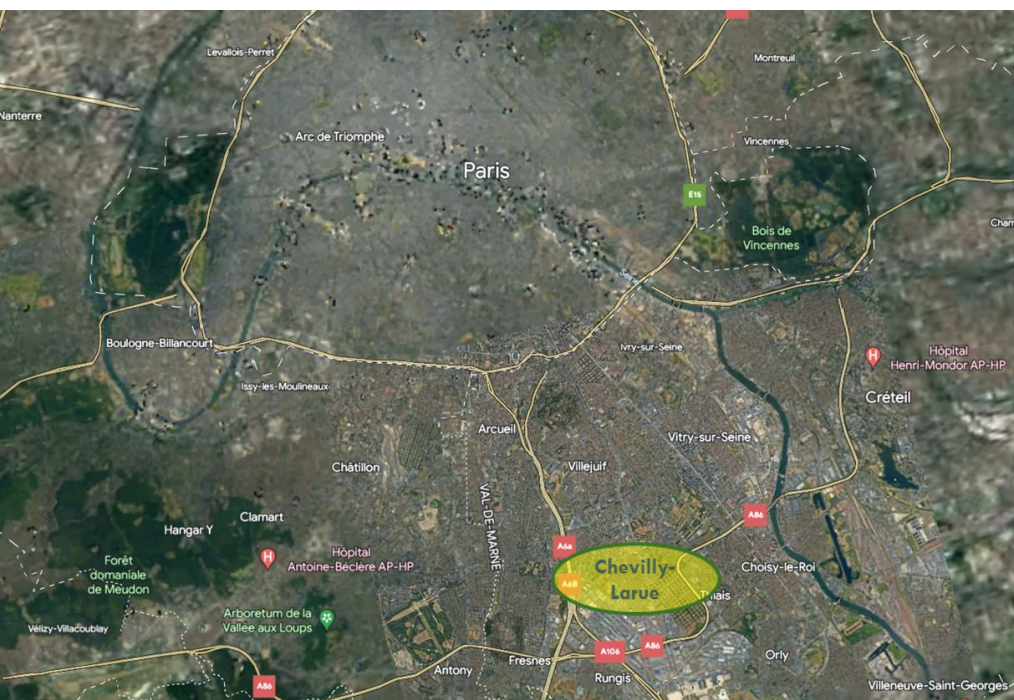 Levallois-Perret
Montreuil
Nanterre
Arc de Triomphe
Vincennes
Paris
E15
Bois de
Vincennes
Boulogne-Billancourt
Ivry-sur-Seine
Hôpital
Henri-Mondor AP-HP
Issy-les-Moulineaux
Créteil
Arcueil
Vitry-sur-Seine
Châtillon
Villejuif
VAL-DE-MARNE
Clamart
A86
Hangar Y
A6a
Hôpital
Antoine-Béclère AP-HP
Forêt
domaniale
de Meudon
Chevilly-
Larue
A6B
Choisy-le-Roi
Arboretum de la
Vallée aux Loups
Vélizy-Villacoublay
A106
A86
Orly
Fresnes
Antony
Rungis
A86
Villeneuve-Saint-Georges